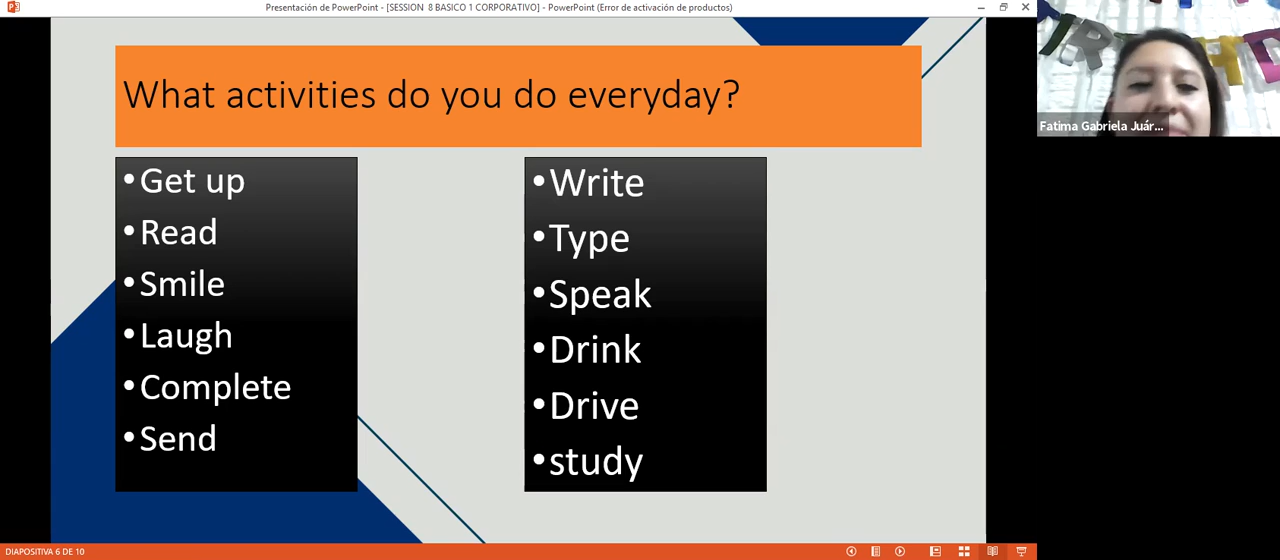 Presentación de PowerPoint - [SESSION 8 BASICO 1 CORPORATIVO] - PowerPoint (Error de activación de productos)
What activities do you do everyday?
•Get up
•Read
•Smile
•Laugh
•Complete
•Send
•Write
•Type
•Speak
•Drink
•Drive
•study
Fatima Gabriela Juár...
DIAPOSITIVA 6 DE 10